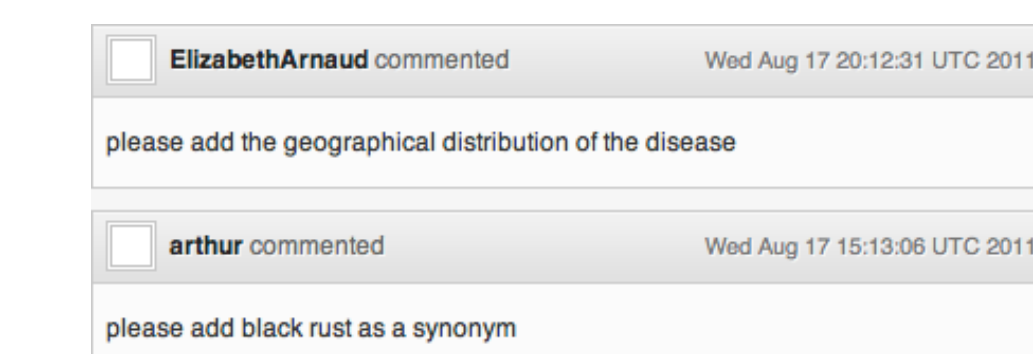 ElizabethArnaud commented Wed Aug 17 20:12:31 UTC 2011
please add the geographical distribution of the disease
arthur commented Wed Aug 17 15:13:06 UTC 2011
please add black rust as a synonym